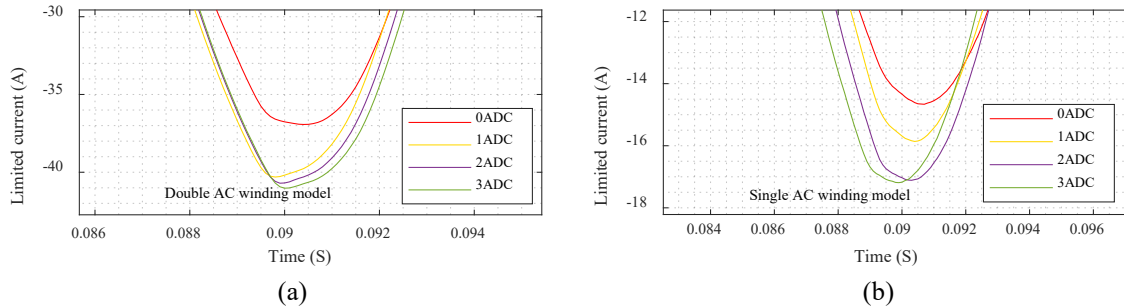 -30
-35
-40
Limited current (A)
0ADC
1ADC
2ADC
3ADC
Double AC winding model
0.086 0.088 0.09 0.092 0.094
Time (S)
(a)
-12
-14
-16
-18
Limited current (A)
0ADC
1ADC
2ADC
3ADC
Single AC winding model
0.084 0.086 0.088 0.09 0.092 0.094 0.096
Time (S)
(b)